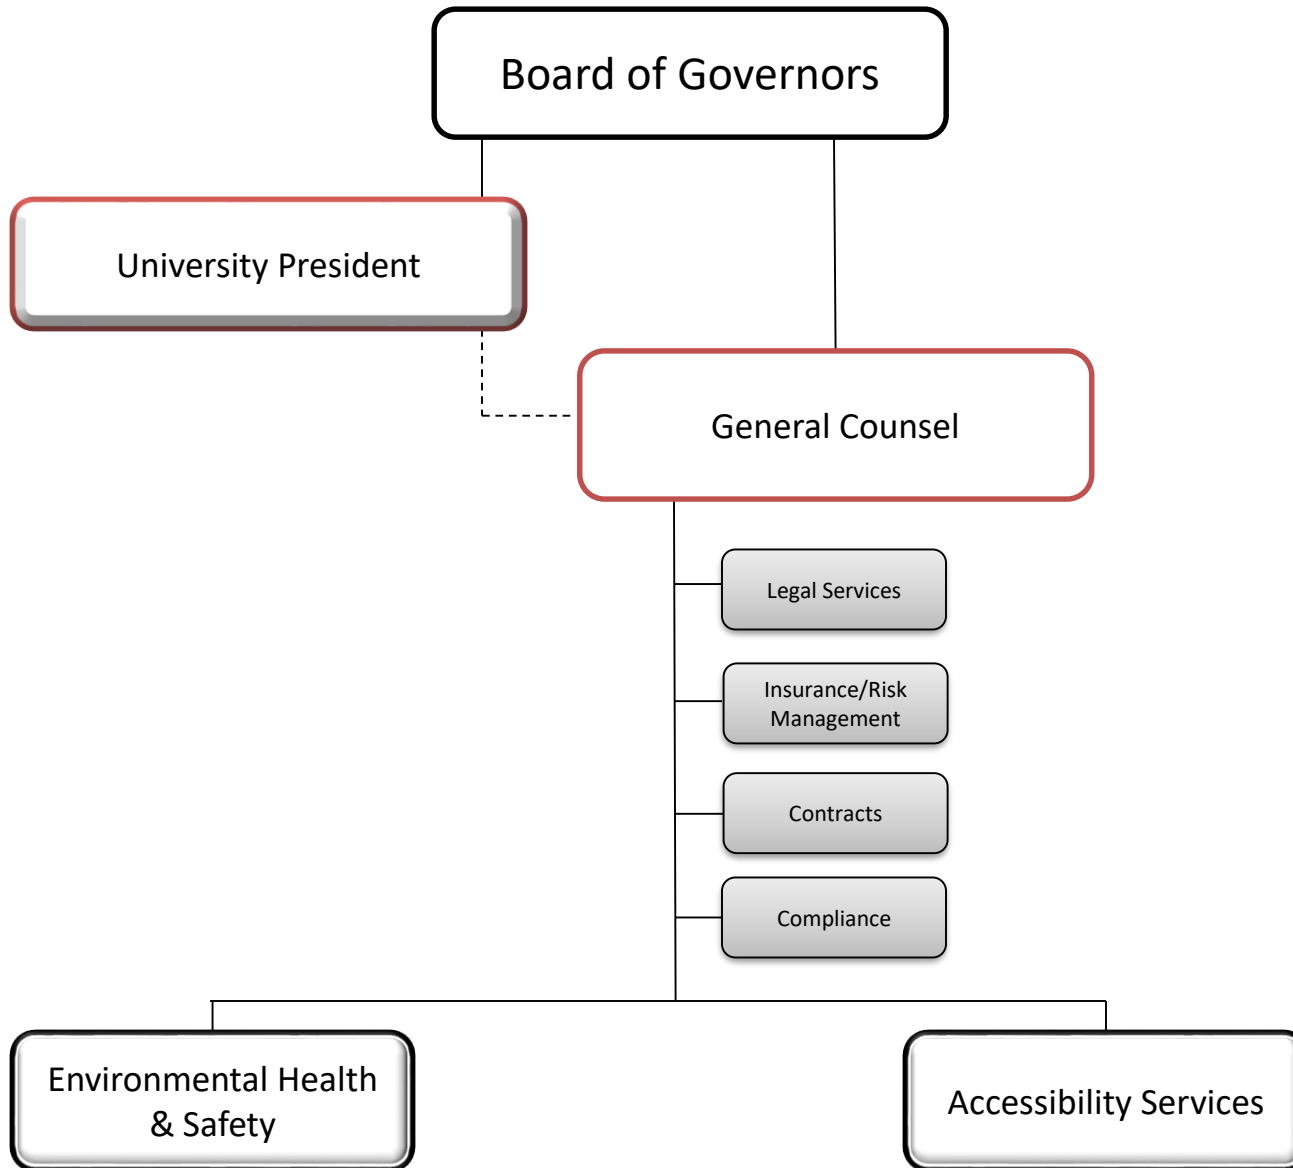 Board of Governors
University President
General Counsel
Legal Services
Insurance/Risk
Management
Contracts
Compliance
Environmental Health
& Safety
Accessibility Services